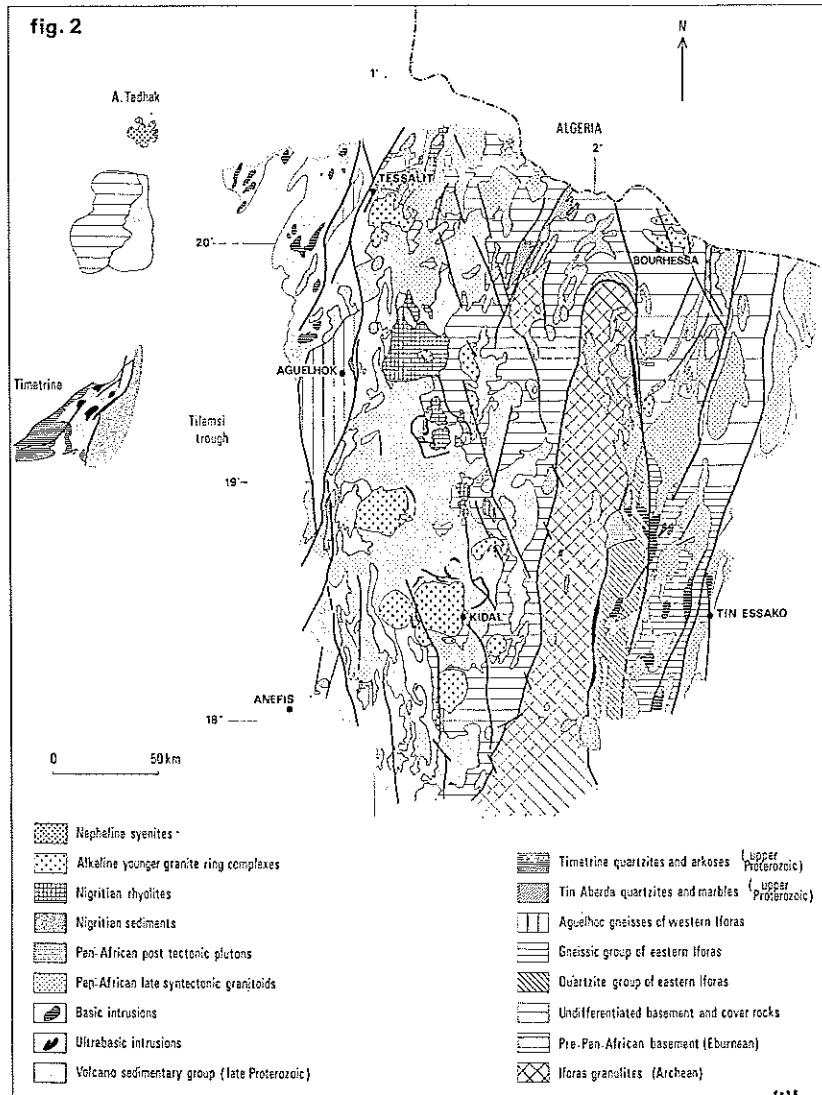 fig. 2
N
1°
A. Tadhak
ALGERIA
2°
TESSALIT
20°
BOURHESSA
AGUELHOK
Timetrine
Tilemsi
trough
19°
KIDAL
TIN ESSAKO
ANEFIS
18°
0 50 km
Nepheline syenites
Alkaline younger granite ring complexes
Nigritian rhyolites
Nigritian sediments
Pan-African post tectonic plutons
Pan-African late syntectonic granitoids
Basic intrusions
Ultrabasic intrusions
Volcano sedimentary group (late Proterozoic)
Timetrine quartzites and arkoses (upper Proterozoic)
Tin Abarda quartzites and marbles (upper Proterozoic)
Aguelhoc gneisses of western Iforas
Gneissic group of eastern Iforas
Quartzite group of eastern Iforas
Undifferentiated basement and cover rocks
Pre-Pan-African basement (Eburnean)
Iforas granulites (Archean)